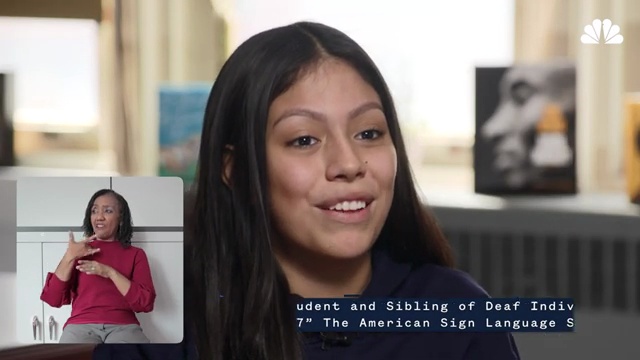 udent and Sibling of Deaf Indiv
7” The American Sign Language S